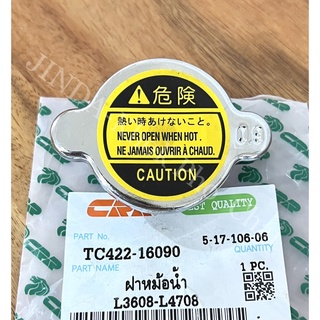 ⚠危険
熱い時あけないこと。
NEVER OPEN WHEN HOT.
NE JAMAIS OUVRIR À CHAUD.
CAUTION
EST QUALITY
PART No.
5-17-106-06
TC422-16090
QUANTITY
PART NAME
1 PC.
ฝาหม้อน้ำ
L3608-L4708